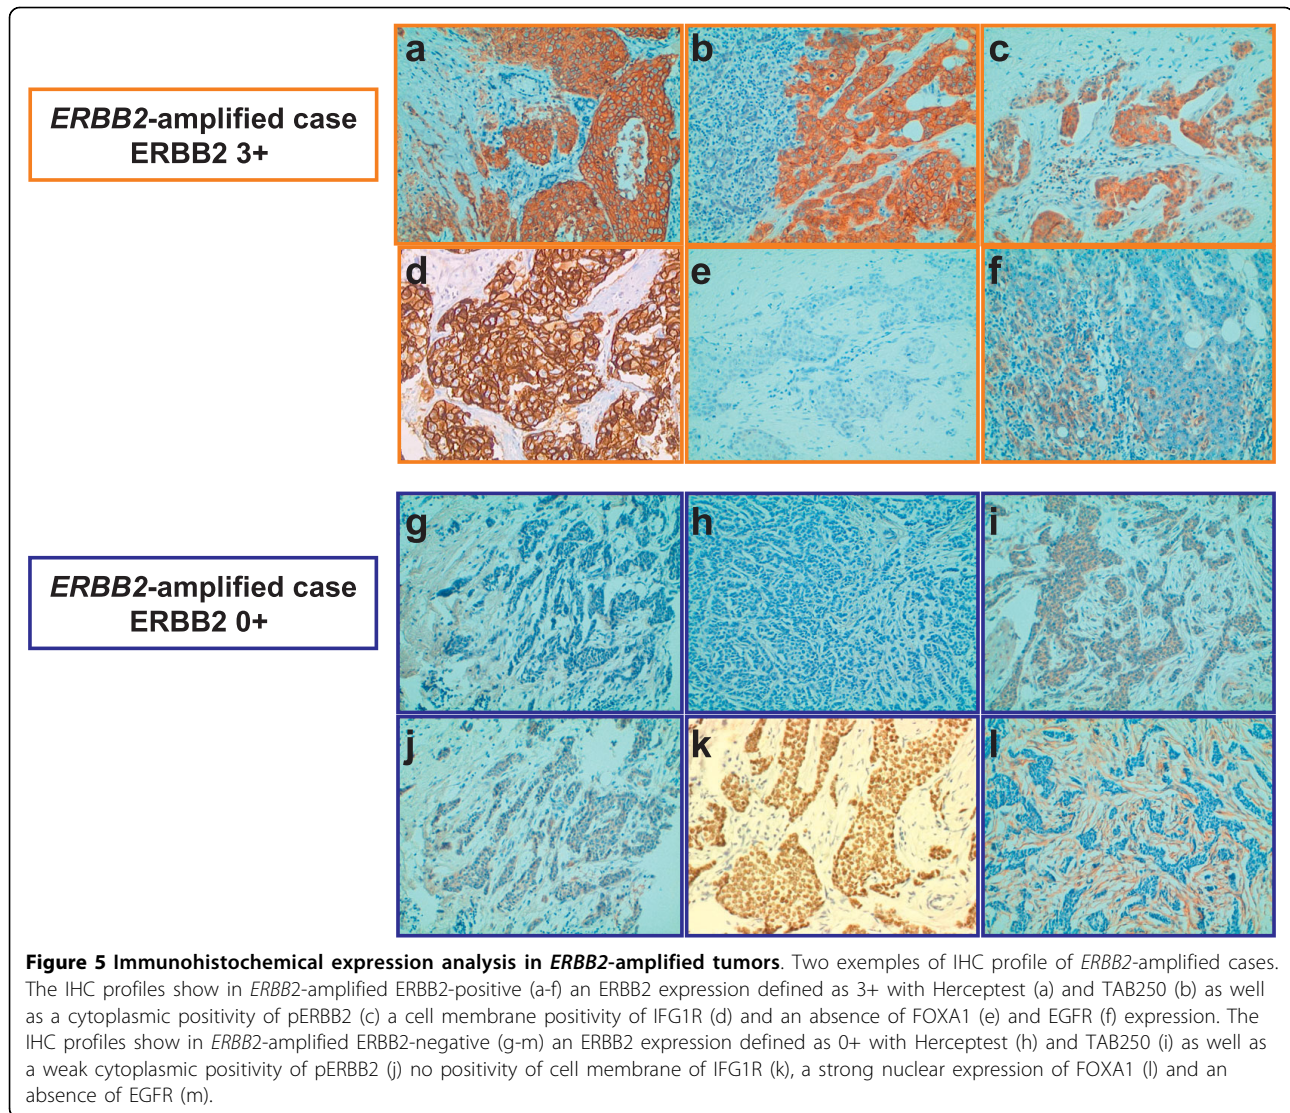 a
b
c
ERBB2-amplified case
ERBB2 3+
d
e
f
g
h
i
ERBB2-amplified case
ERBB2 0+
j
k
l
Figure 5 Immunohistochemical expression analysis in ERBB2-amplified tumors. Two exemples of IHC profile of ERBB2-amplified cases.
The IHC profiles show in ERBB2-amplified ERBB2-positive (a-f) an ERBB2 expression defined as 3+ with Herceptest (a) and TAB250 (b) as well
as a cytoplasmic positivity of pERBB2 (c) a cell membrane positivity of IFG1R (d) and an absence of FOXA1 (e) and EGFR (f) expression. The
IHC profiles show in ERBB2-amplified ERBB2-negative (g-m) an ERBB2 expression defined as 0+ with Herceptest (h) and TAB250 (i) as well as
a weak cytoplasmic positivity of pERBB2 (j) no positivity of cell membrane of IFG1R (k), a strong nuclear expression of FOXA1 (l) and an
absence of EGFR (m).